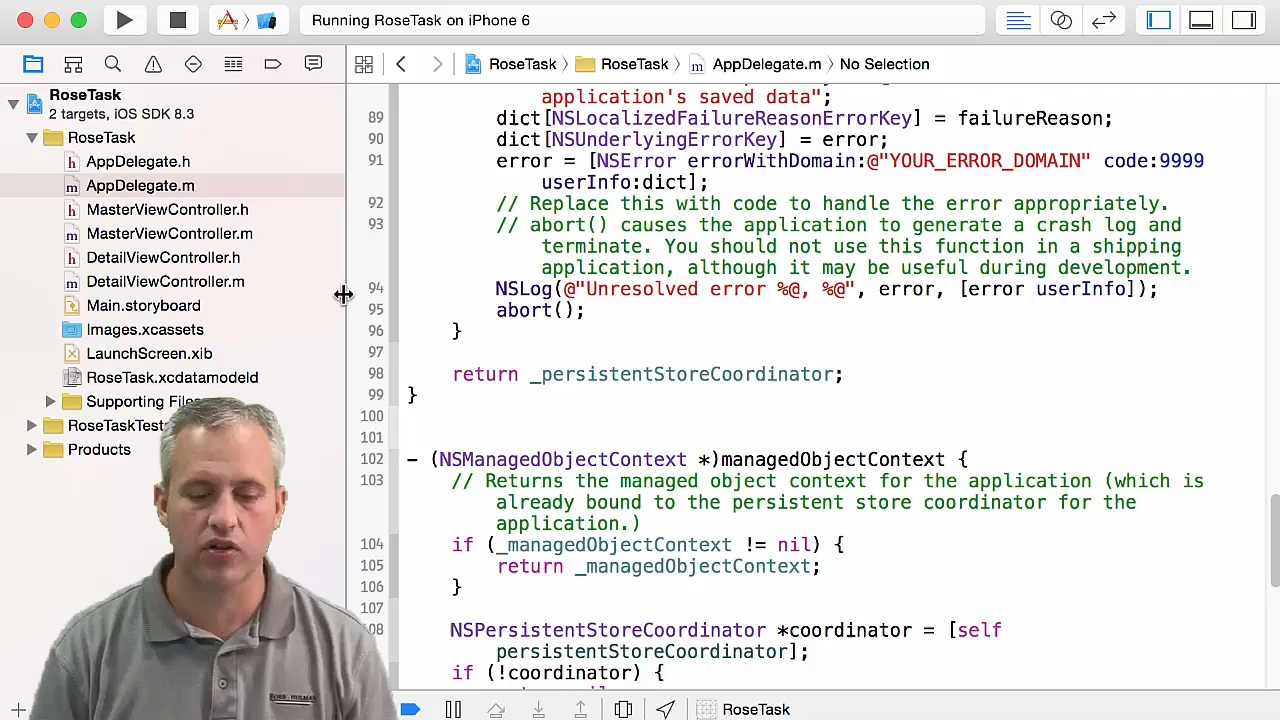 Running RoseTask on iPhone 6
RoseTask
RoseTask
AppDelegate.m
No Selection
RoseTask
2 targets, iOS SDK 8.3
RoseTask
AppDelegate.h
AppDelegate.m
MasterViewController.h
MasterViewController.m
DetailViewController.h
DetailViewController.m
Main.storyboard
Images.xcassets
LaunchScreen.xib
RoseTask.xcdatamodeld
Supporting
Products
application's saved data";
89 dict[NSLocalizedFailureReasonErrorKey] = failureReason;
90 dict[NSUnderlyingErrorKey] = error;
91 error = [NSError errorWithDomain:@"YOUR_ERROR_DOMAIN" code:9999
userInfo:dict];
92 // Replace this with code to handle the error appropriately.
93 // abort() causes the application to generate a crash log and
terminate. You should not use this function in a shipping
application, although it may be useful during development.
94 NSLog(@"Unresolved error %@, %@", error, [error userInfo]);
95 abort();
96 }
97
98 return _persistentStoreCoordinator;
99 }
100
101
102 - (NSManagedObjectContext *)managedObjectContext {
103 // Returns the managed object context for the application (which is
already bound to the persistent store coordinator for the
application.)
104 if (_managedObjectContext != nil) {
105 return _managedObjectContext;
106 }
107
108 NSPersistentStoreCoordinator *coordinator = [self
persistentStoreCoordinator];
if (!coordinator) {
RoseTask